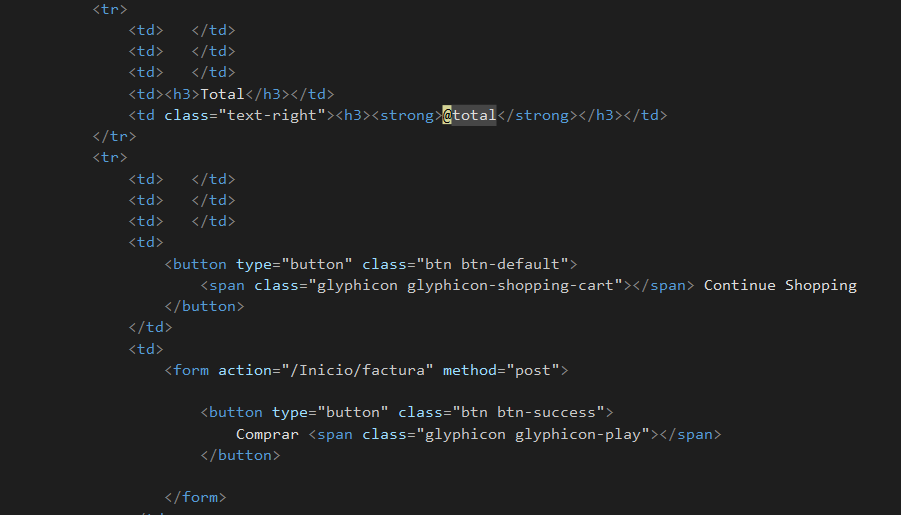 <tr>
<td>   </td>
<td>   </td>
<td>   </td>
<td><h3>Total</h3></td>
<td class="text-right"><h3><strong>@total</strong></h3></td>
</tr>
<tr>
<td>   </td>
<td>   </td>
<td>   </td>
<td>
<button type="button" class="btn btn-default">
<span class="glyphicon glyphicon-shopping-cart"></span> Continue Shopping
</button>
</td>
<td>
<form action="/Inicio/factura" method="post">
<button type="button" class="btn btn-success">
Comprar <span class="glyphicon glyphicon-play"></span>
</button>
</form>